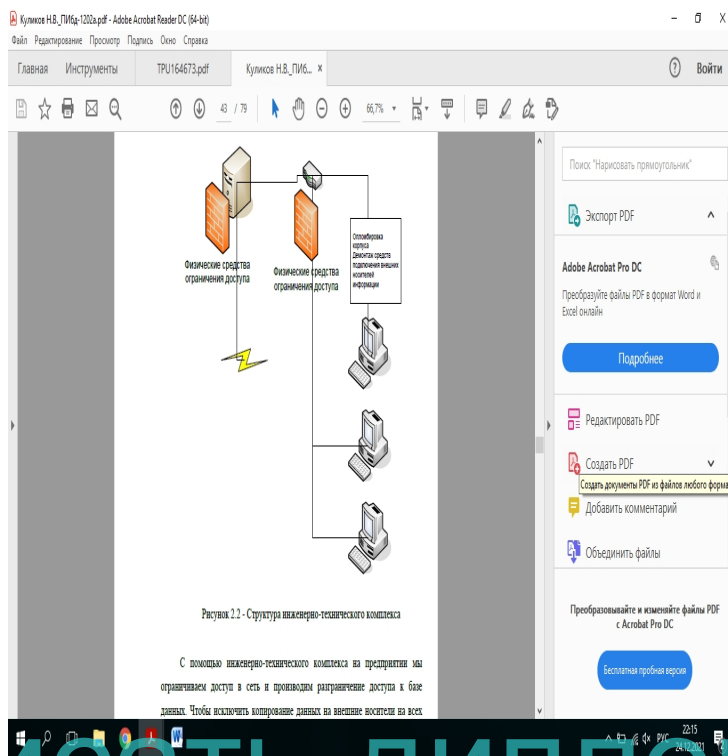 Куликов Н.В._ПИбд-1202а.pdf - Adobe Acrobat Reader DC (64-bit)
Файл Редактирование Просмотр Подпись Окно Справка
Главная Инструменты TPU164673.pdf Куликов Н.В._ПИб... × Войти
43 / 79 66,7%
Физические средства
ограничения доступа
Физические средства
ограничения доступа
Опломбировка
корпуса
Демонтаж средств
подключения внешних
носителей
информации
Рисунок 2.2 - Структура инженерно-технического комплекса
С помощью инженерно-технического комплекса на предприятии мы
ограничиваем доступ в сеть и производим разграничение доступа к базе
данных. Чтобы исключить копирование данных на внешние носители на всех
Поиск "Нарисовать прямоугольник"
Экспорт PDF
Adobe Acrobat Pro DC
Преобразуйте файлы PDF в формат Word и
Excel онлайн
Подробнее
Редактировать PDF
Создать PDF
Создать документы PDF из файлов любого форма
Добавить комментарий
Объединить файлы
Преобразовывайте и изменяйте файлы PDF
с Acrobat Pro DC
Бесплатная пробная версия
РУС
22:15
24.12.2021